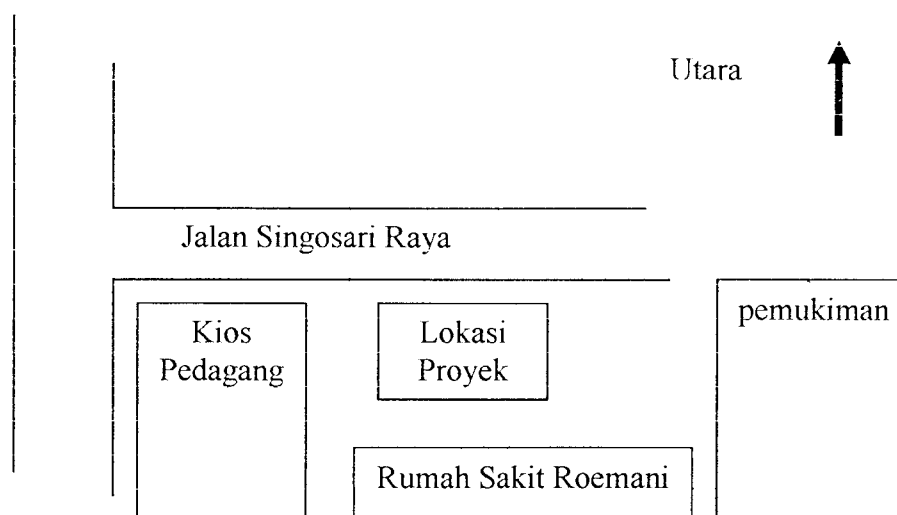 Utara
Jalan Singosari Raya
Kios
Pedagang
Lokasi
Proyek
pemukiman
Rumah Sakit Roemani